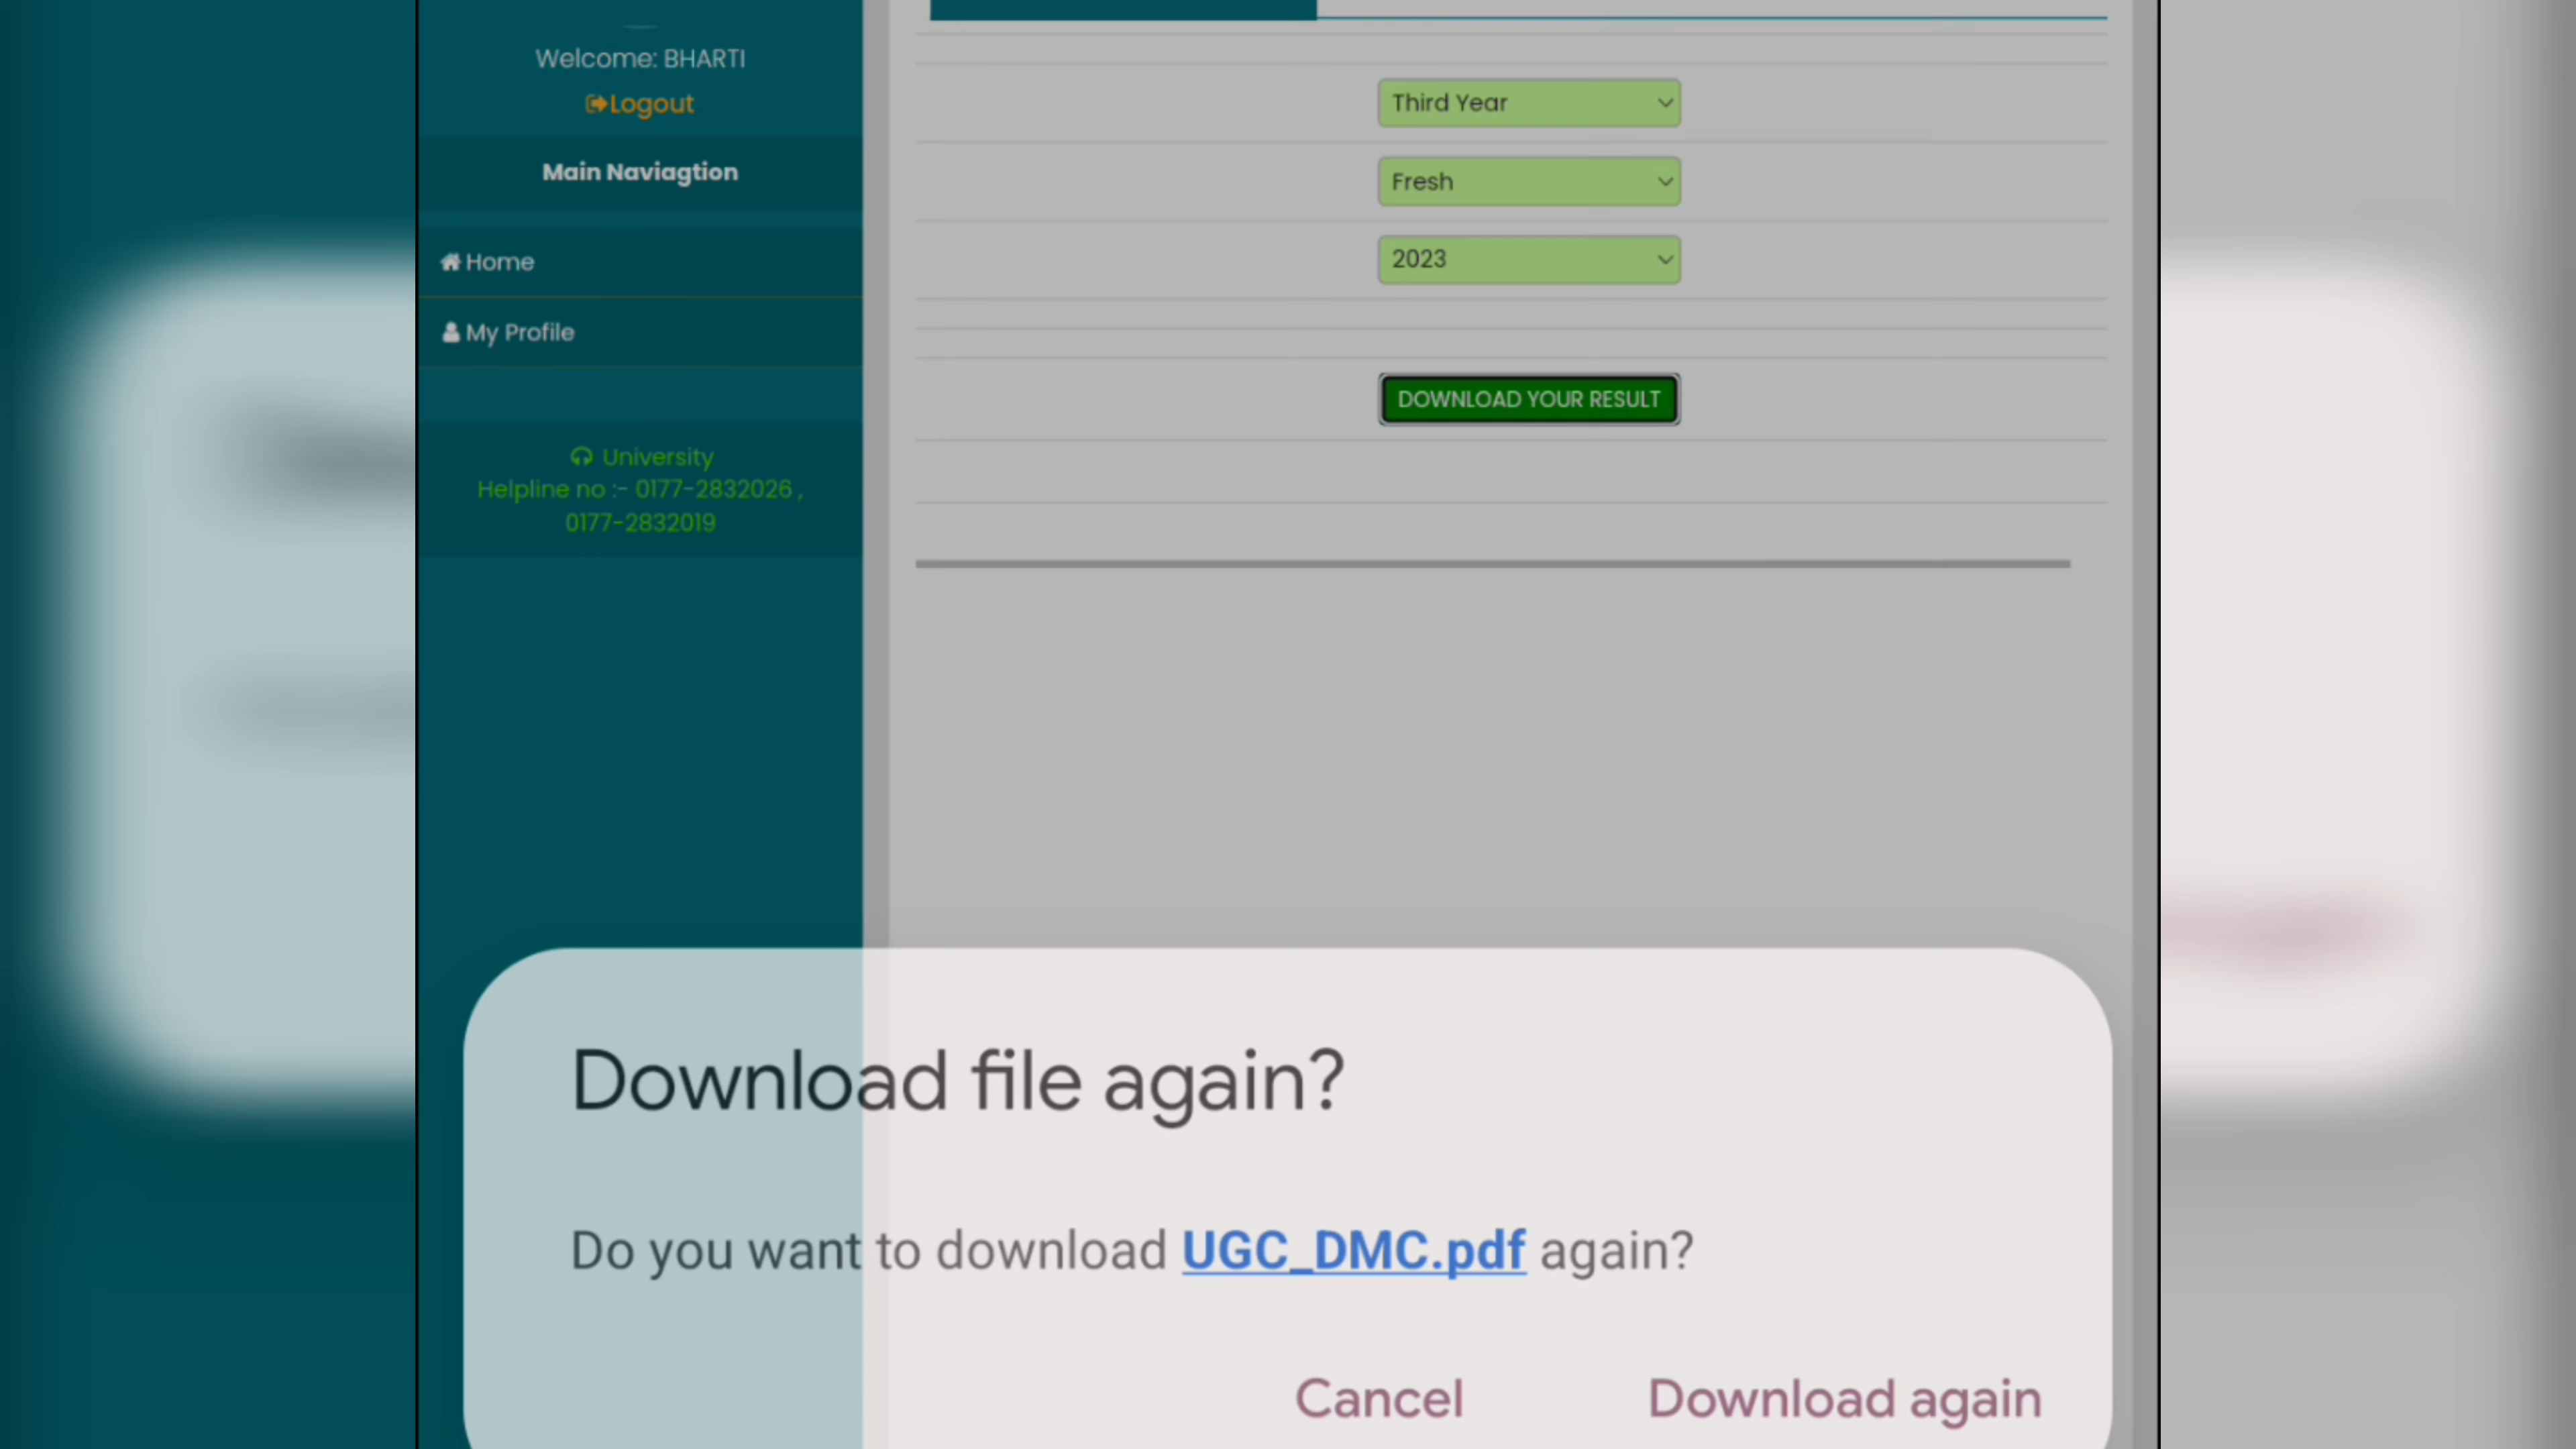 Welcome: BHARTI
Logout
Main Naviagtion
Home
My Profile
University
Helpline no :- 0177-2832026 ,
0177-2832019
Third Year
Fresh
2023
DOWNLOAD YOUR RESULT
Download file again?
Do you want to download UGC_DMC.pdf again?
Cancel
Download again